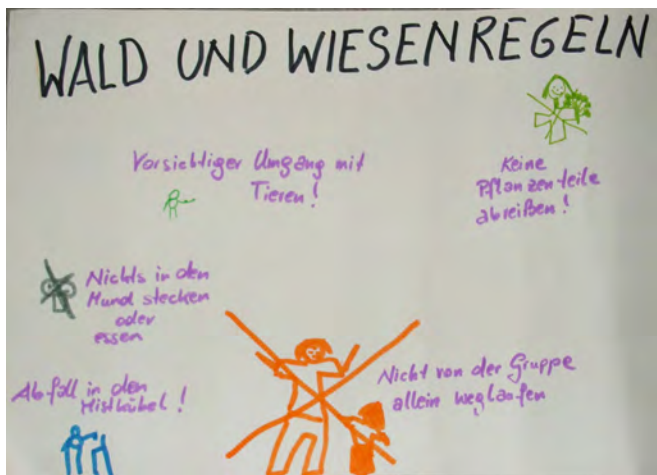 WALD UND WIESENREGELN
Vorsichtiger Umgang mit
Tieren!
Keine
Pflanzenteile
abreißen!
Nichts in den
Mund stecken
oder
essen
Abfall in den
Mistkübel!
Nicht von der Gruppe
allein weglaufen